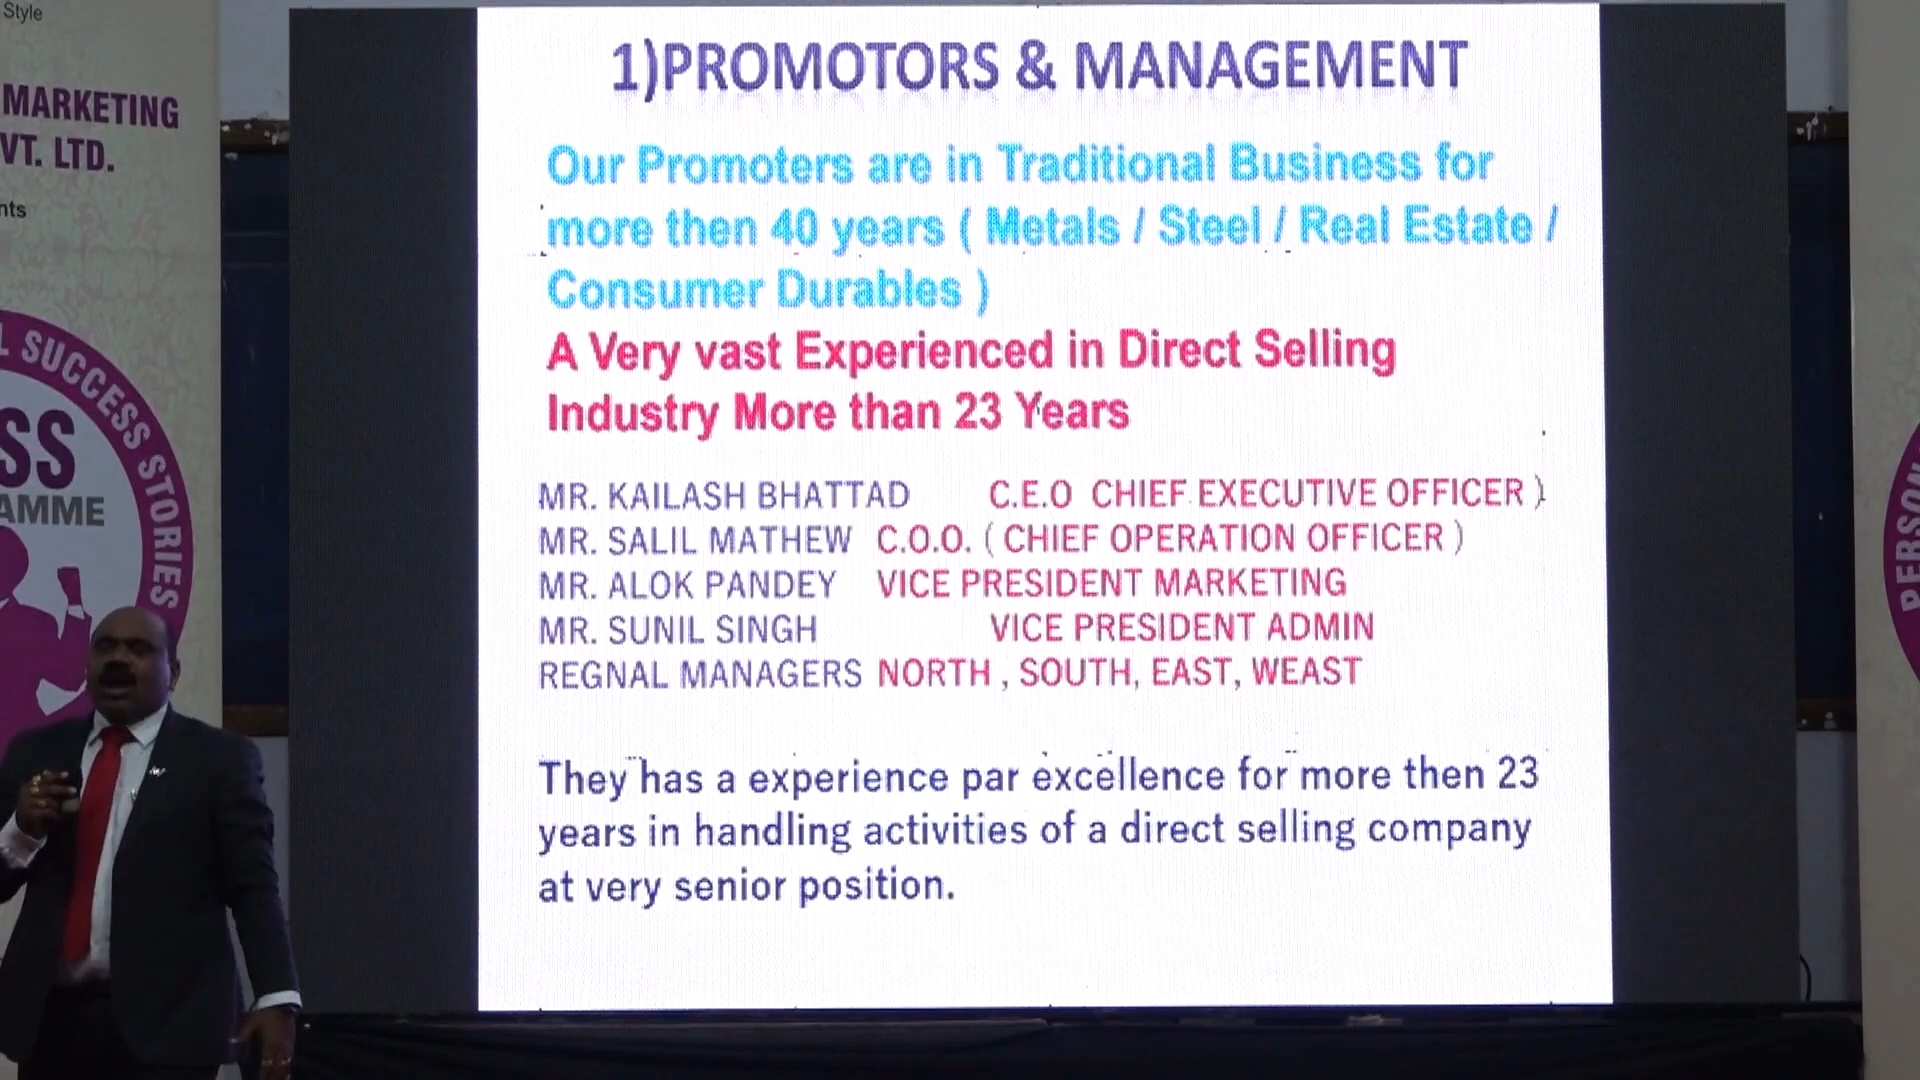 Style
MARKETING
VT. LTD.
nts
L SUCCESS STORIES
SS
AMME
1)PROMOTORS & MANAGEMENT
Our Promoters are in Traditional Business for
more then 40 years ( Metals / Steel / Real Estate /
Consumer Durables )
A Very vast Experienced in Direct Selling
Industry More than 23 Years
MR. KAILASH BHATTAD C.E.O CHIEF EXECUTIVE OFFICER )
MR. SALIL MATHEW C.O.O. ( CHIEF OPERATION OFFICER )
MR. ALOK PANDEY VICE PRESIDENT MARKETING
MR. SUNIL SINGH VICE PRESIDENT ADMIN
REGNAL MANAGERS NORTH , SOUTH, EAST, WEAST
They has a experience par excellence for more then 23
years in handling activities of a direct selling company
at very senior position.
PERSON